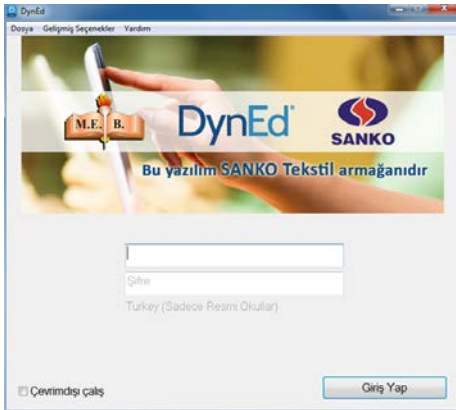 DynEd
Dosya Gelişmiş Seçenekler Yardım
M.E. B.
DynEd
SANKO
Bu yazılım SANKO Tekstil armağanıdır
Şifre
Turkey (Sadece Resmi Okullar)
Çevrimdışı çalış
Giriş Yap